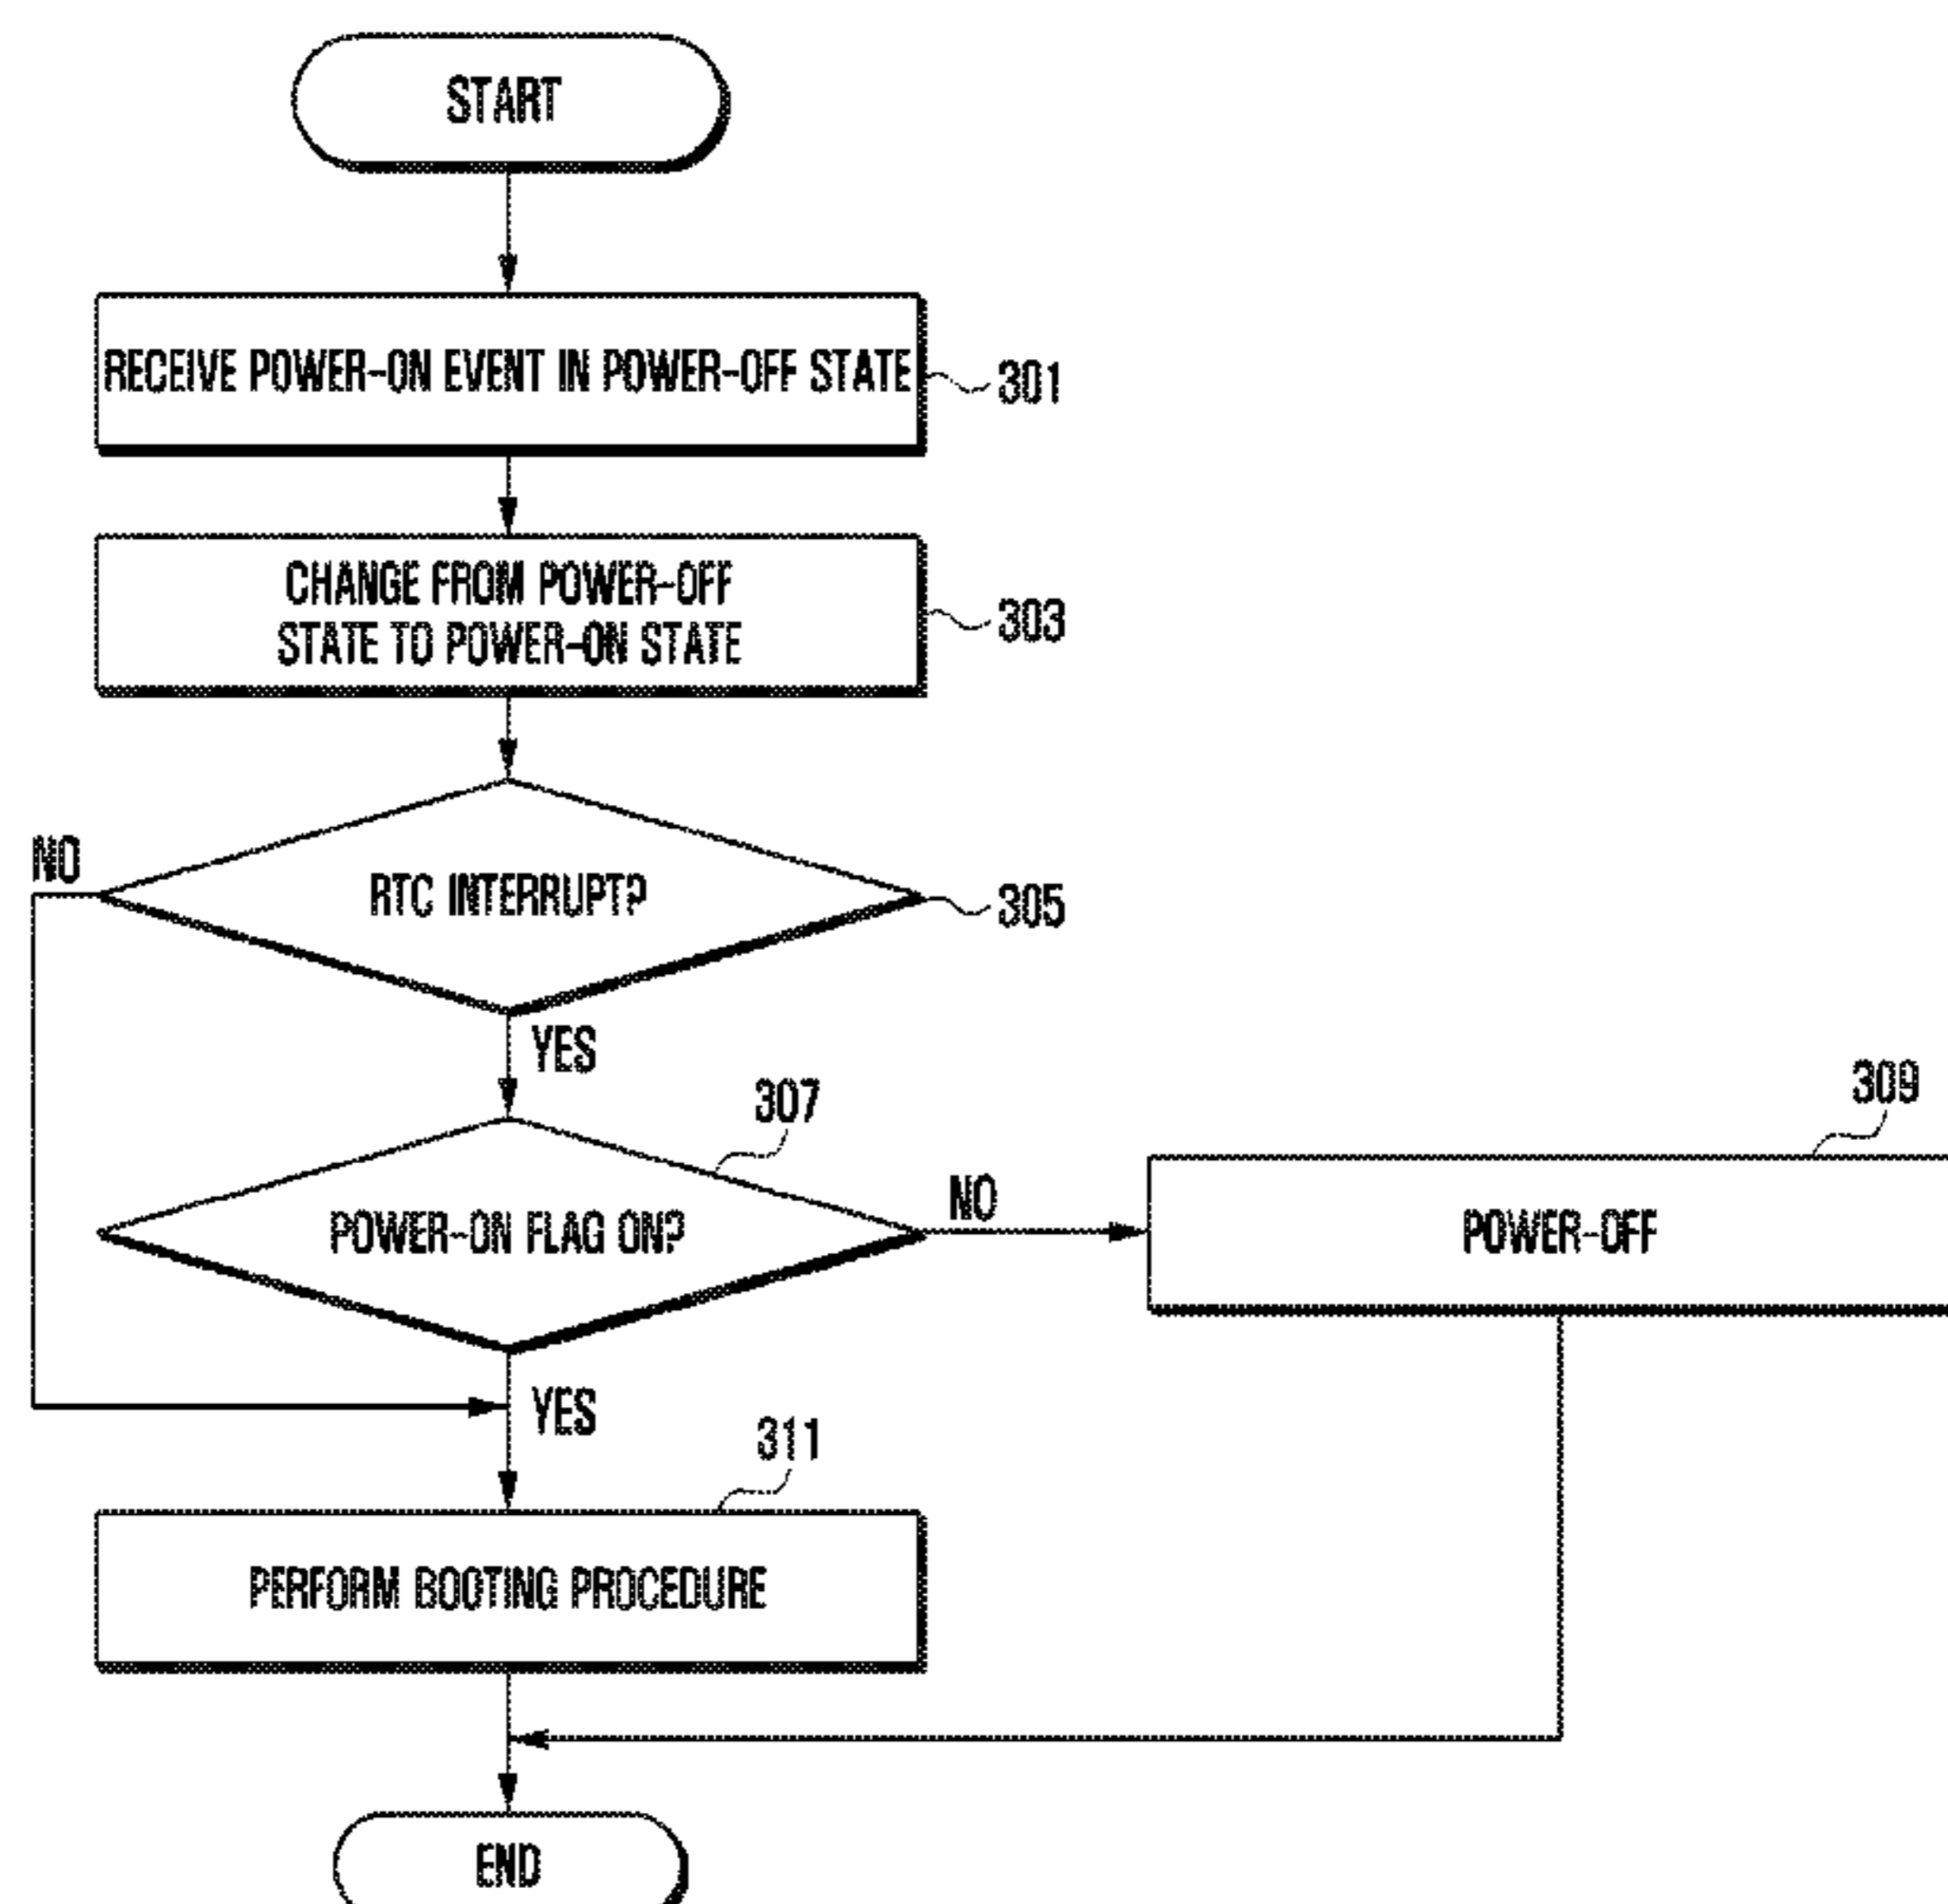 START
RECEIVE POWER-ON EVENT IN POWER-OFF STATE
301
CHANGE FROM POWER-OFF
STATE TO POWER-ON STATE
303
NO
RTC INTERRUPT?
305
YES
307
309
POWER-ON FLAG ON?
NO
POWER-OFF
YES
311
PERFORM BOOTING PROCEDURE
END